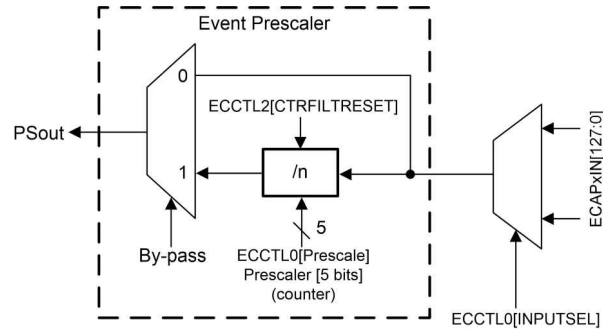 Event Prescaler
0
ECCTL2[CTRFILTRESET]
PSout
1
/n
5
By-pass
ECCTL0[Prescale]
Prescaler [5 bits]
(counter)
ECAPxIN[127:0]
ECCTL0[INPUTSEL]